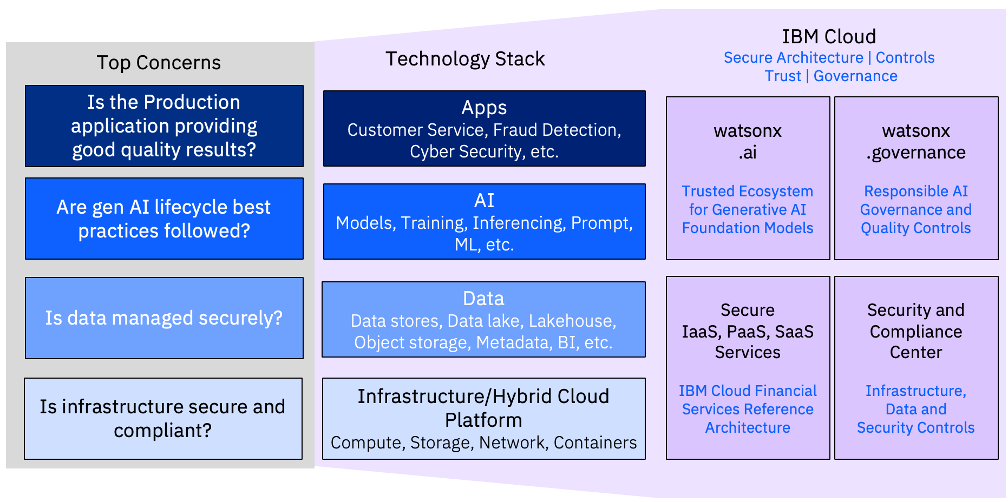 Top Concerns
Is the Production
application providing
good quality results?
Are gen AI lifecycle best
practices followed?
Is data managed securely?
Is infrastructure secure and
compliant?
Technology Stack
Apps
Customer Service, Fraud Detection,
Cyber Security, etc.
AI
Models, Training, Inferencing, Prompt,
ML, etc.
Data
Data stores, Data lake, Lakehouse,
Object storage, Metadata, BI, etc.
Infrastructure/Hybrid Cloud
Platform
Compute, Storage, Network, Containers
IBM Cloud
Secure Architecture | Controls
Trust | Governance
watsonx
.ai
Trusted Ecosystem
for Generative AI
Foundation Models
watsonx
.governance
Responsible AI
Governance and
Quality Controls
Secure
IaaS, PaaS, SaaS
Services
IBM Cloud Financial
Services Reference
Architecture
Security and
Compliance
Center
Infrastructure,
Data and
Security Controls